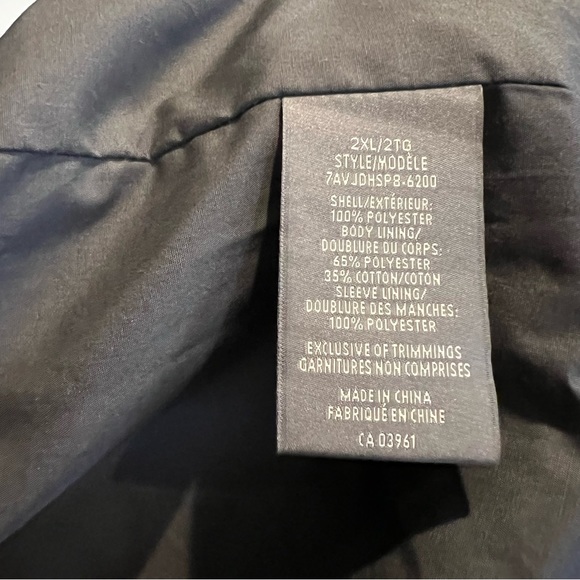 2XL/2TG
STYLE/MODÈLE
7AVJDHSP8-6200
SHELL/EXTÉRIEUR:
100% POLYESTER
BODY LINING/
DOUBLURE DU CORPS:
65% POLYESTER
35% COTTON/COTON
SLEEVE LINING/
DOUBLURE DES MANCHES:
100% POLYESTER
EXCLUSIVE OF TRIMMINGS
GARNITURES NON COMPRISES
MADE IN CHINA
FABRIQUÉ EN CHINE
CA 03961